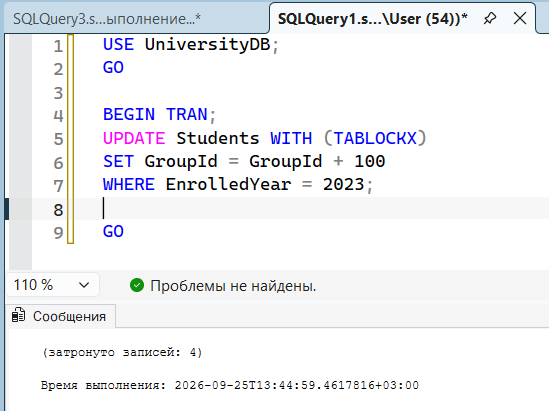 SQLQuery3.s...ыполнение...*
SQLQuery1.s...\User (54))*
1 USE UniversityDB;
2 GO
3
4 BEGIN TRAN;
5 UPDATE Students WITH (TABLOCKX)
6 SET GroupId = GroupId + 100
7 WHERE EnrolledYear = 2023;
8
9 GO
110 %
Проблемы не найдены.
Сообщения
(затронуто записей: 4)
Время выполнения: 2026-09-25T13:44:59.4617816+03:00